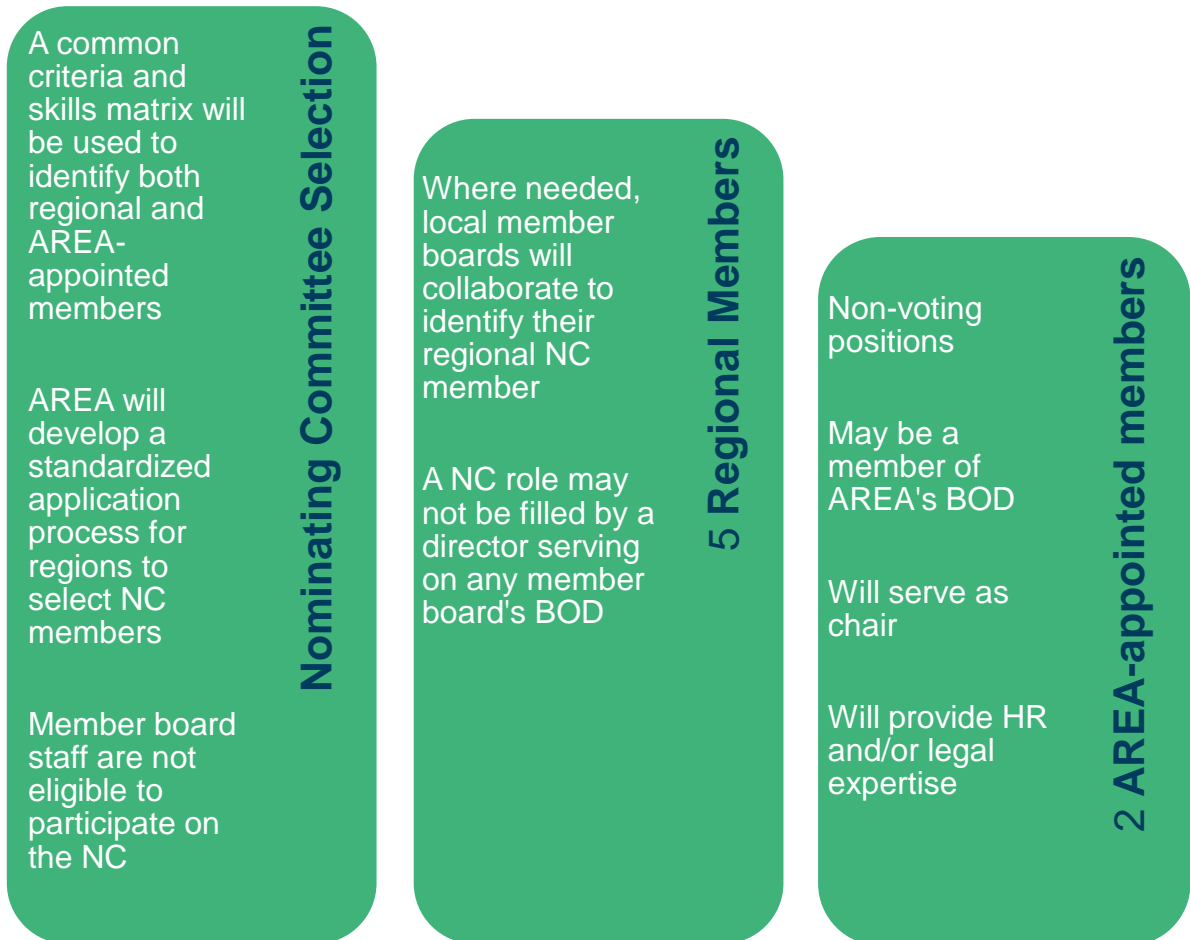 Nominating Committee Selection
A common
criteria and
skills matrix will
be used to
identify both
regional and
AREA-
appointed
members
AREA will
develop a
standardized
application
process for
regions to
select NC
members
Member board
staff are not
eligible to
participate on
the NC
5 Regional Members
Where needed,
local member
boards will
collaborate to
identify their
regional NC
member
A NC role may
not be filled by a
director serving
on any member
board's BOD
2 AREA-appointed members
Non-voting
positions
May be a
member of
AREA's BOD
Will serve as
chair
Will provide HR
and/or legal
expertise